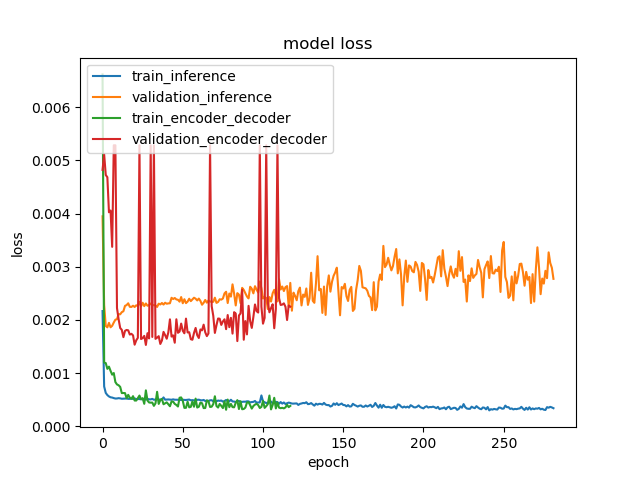 model loss
train_inference
validation_inference
train_encoder_decoder
validation_encoder_decoder
0.006
0.005
0.004
0.003
0.002
0.001
0.000
loss
0 50 100 150 200 250
epoch